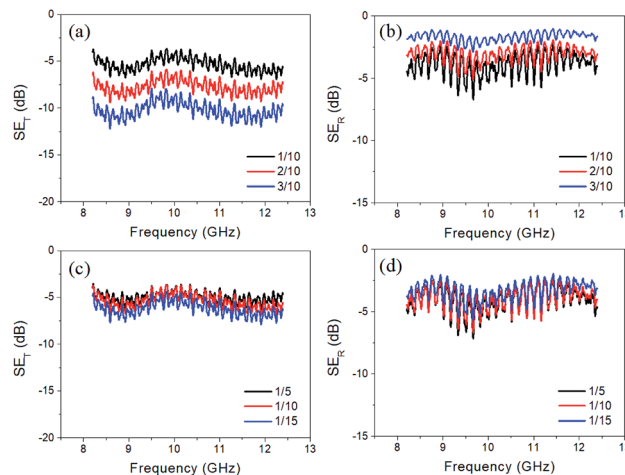 (a)
0
-5
-10
-15
-20
SE_T (dB)
1/10
2/10
3/10
8 9 10 11 12 13
Frequency (GHz)
(b)
0
-5
-10
-15
SE_R (dB)
1/10
2/10
3/10
8 9 10 11 12 1
Frequency (GHz)
(c)
0
-5
-10
-15
-20
SE_T (dB)
1/5
1/10
1/15
8 9 10 11 12 13
Frequency (GHz)
(d)
0
-5
-10
-15
SE_R (dB)
1/5
1/10
1/15
8 9 10 11 12 1
Frequency (GHz)